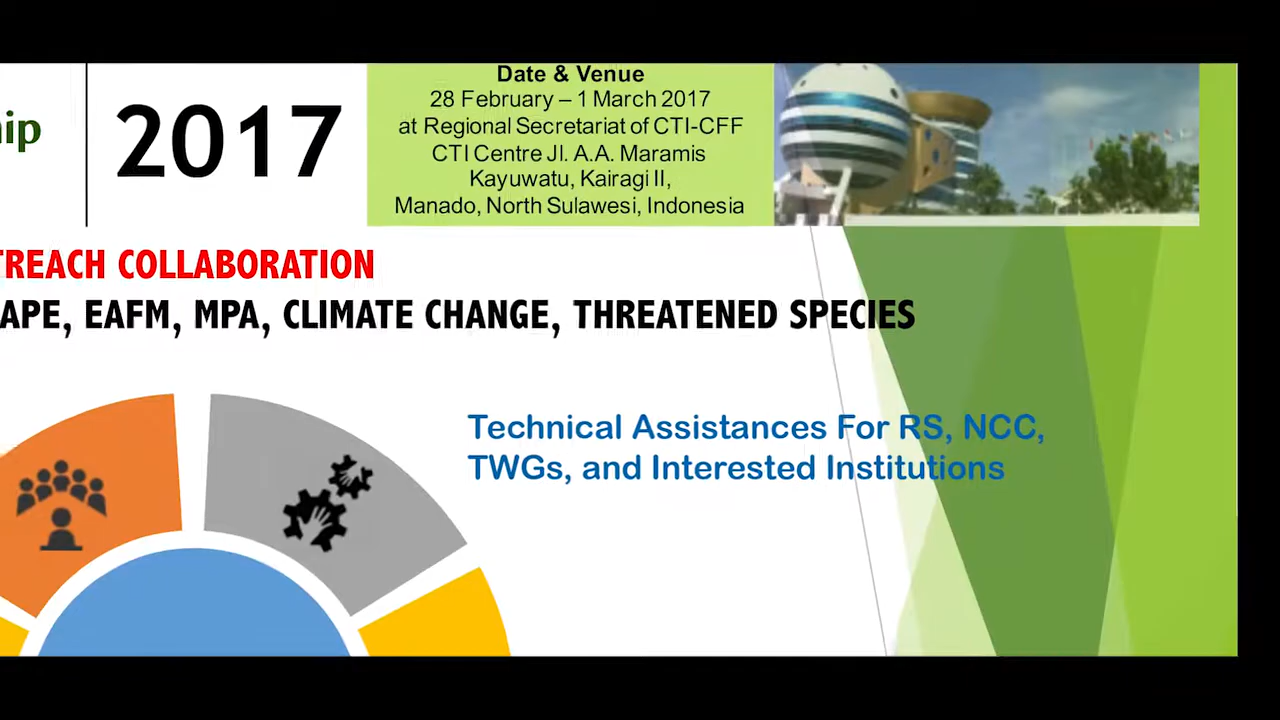 Date & Venue
28 February – 1 March 2017
at Regional Secretariat of CTI-CFF
CTI Centre Jl. A.A. Maramis
Kayuwatu, Kairagi II,
Manado, North Sulawesi, Indonesia
2017
COLLABORATION
EAFM, MPA, CLIMATE CHANGE, THREATENED SPECIES
Technical Assistances For RS, NCC,
TWGs, and Interested Institutions